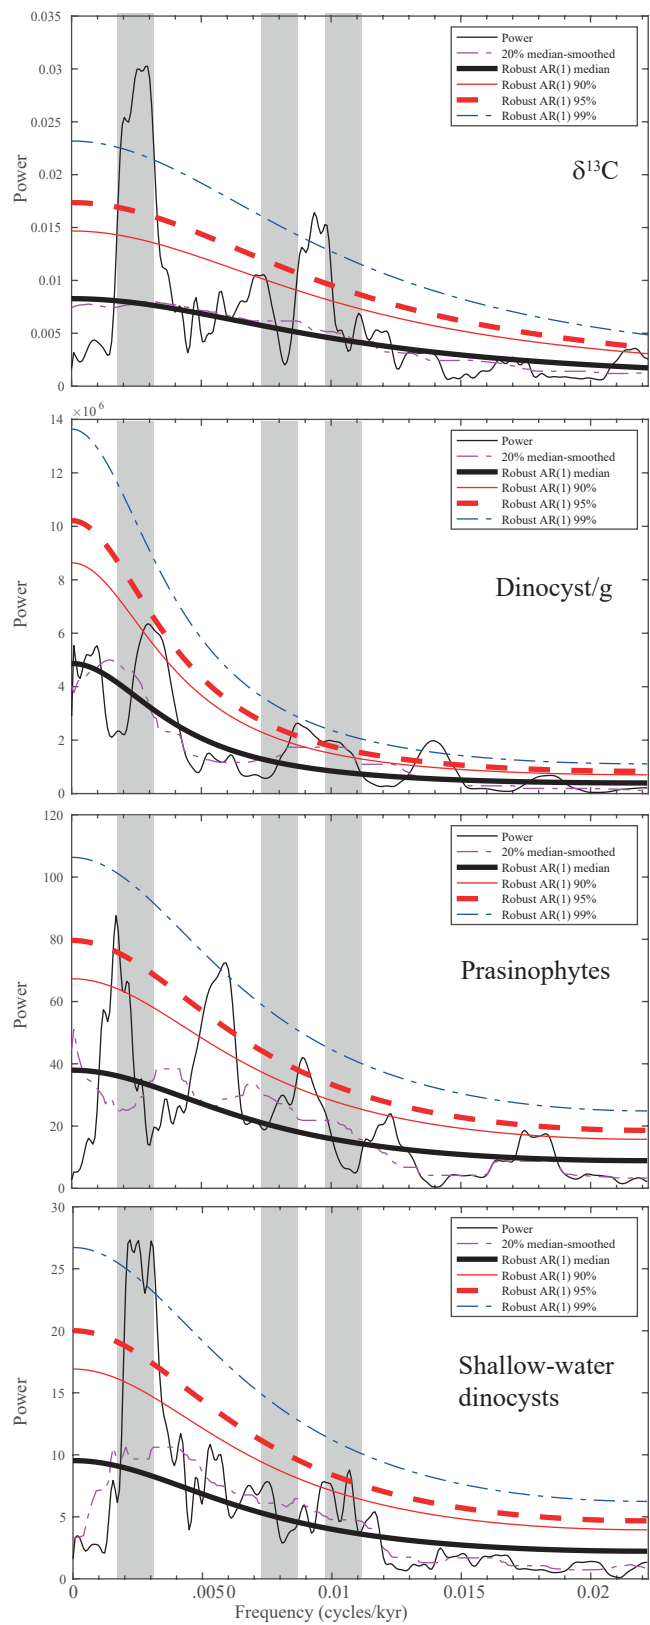 0.035
0.03
0.025
0.02
0.015
0.01
0.005
0
Power
Power
20% median-smoothed
Robust AR(1) median
Robust AR(1) 90%
Robust AR(1) 95%
Robust AR(1) 99%
δ¹³C
×10⁶
14
12
10
8
6
4
2
0
Power
Power
20% median-smoothed
Robust AR(1) median
Robust AR(1) 90%
Robust AR(1) 95%
Robust AR(1) 99%
Dinocyst/g
120
100
80
60
40
20
0
Power
Power
20% median-smoothed
Robust AR(1) median
Robust AR(1) 90%
Robust AR(1) 95%
Robust AR(1) 99%
Prasinophytes
30
25
20
15
10
5
0
Power
Power
20% median-smoothed
Robust AR(1) median
Robust AR(1) 90%
Robust AR(1) 95%
Robust AR(1) 99%
Shallow-water
dinocysts
0 .0050 0.01 0.015 0.02
Frequency (cycles/kyr)